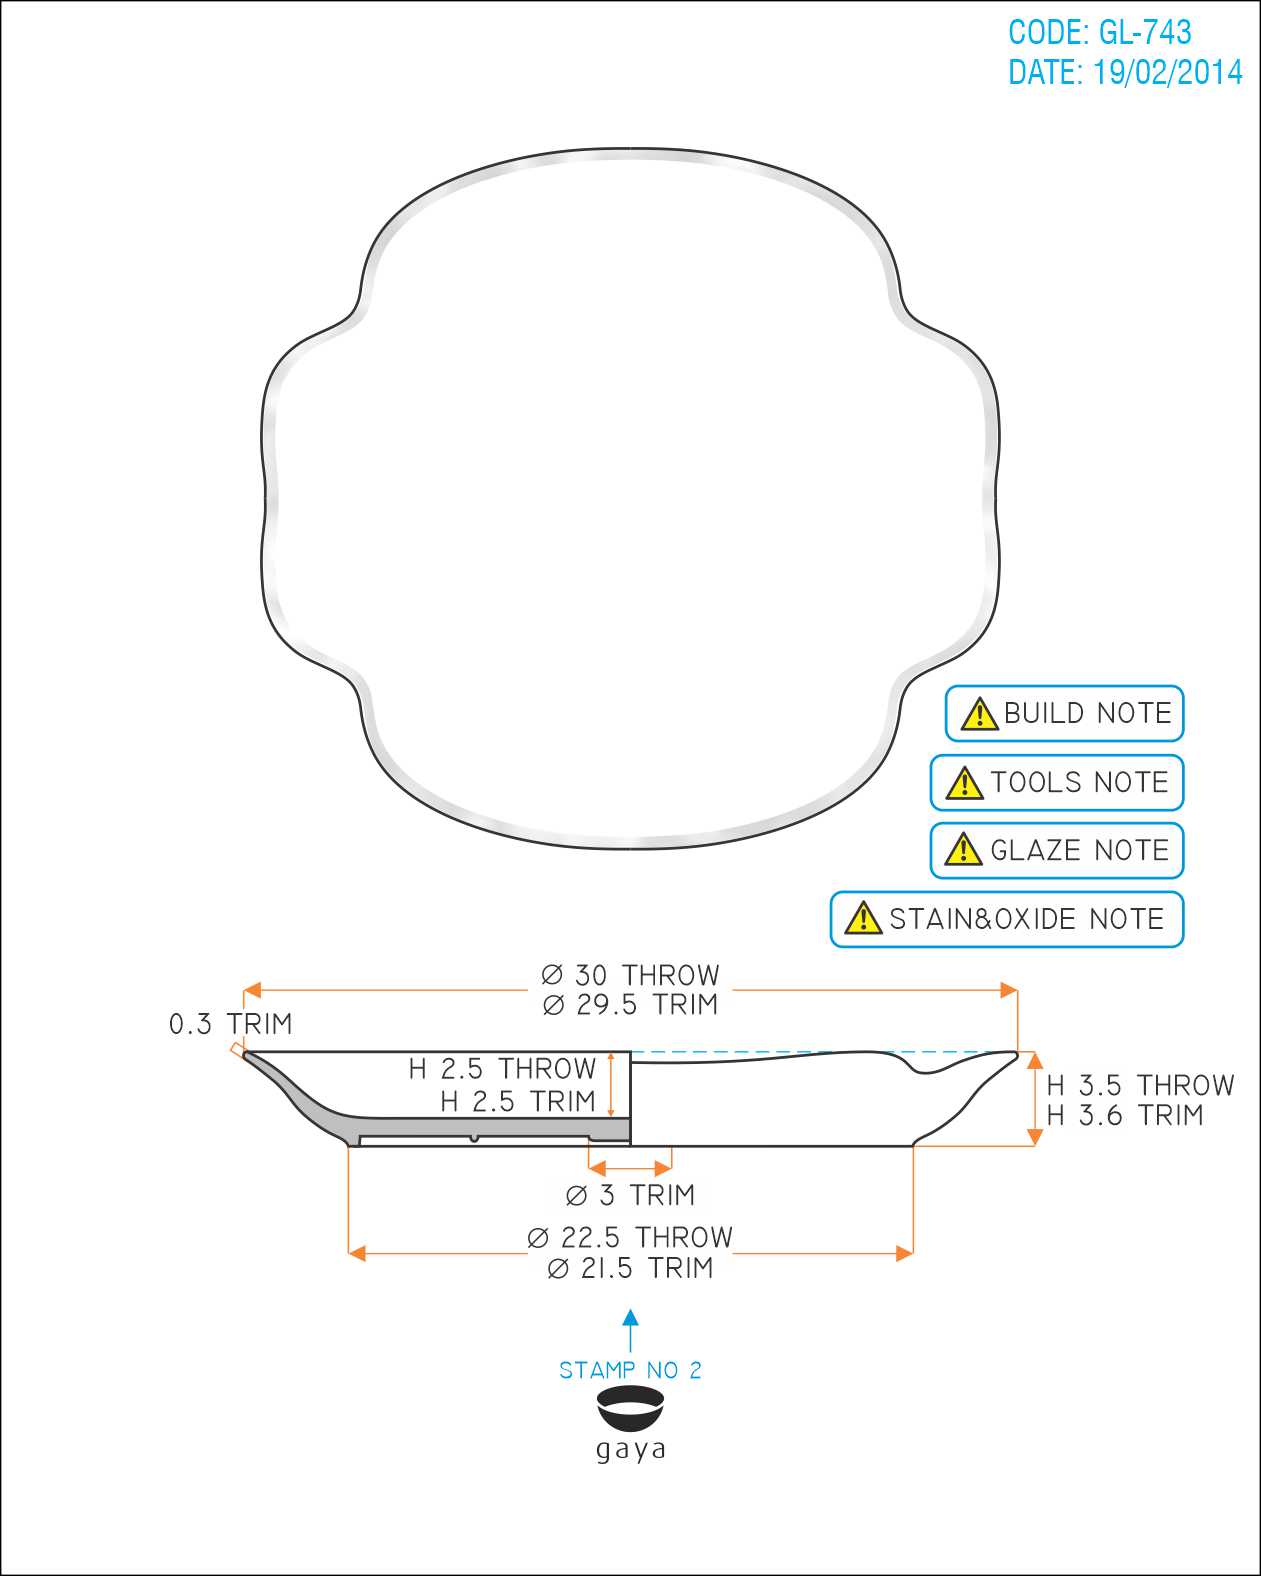 CODE: GL-743
DATE: 19/02/2014
BUILD NOTE
TOOLS NOTE
GLAZE NOTE
STAIN&OXIDE NOTE
Ø 30 THROW
Ø 29.5 TRIM
0.3 TRIM
H 2.5 THROW
H 2.5 TRIM
H 3.5 THROW
H 3.6 TRIM
Ø 3 TRIM
Ø 22.5 THROW
Ø 21.5 TRIM
STAMP NO 2
gaya